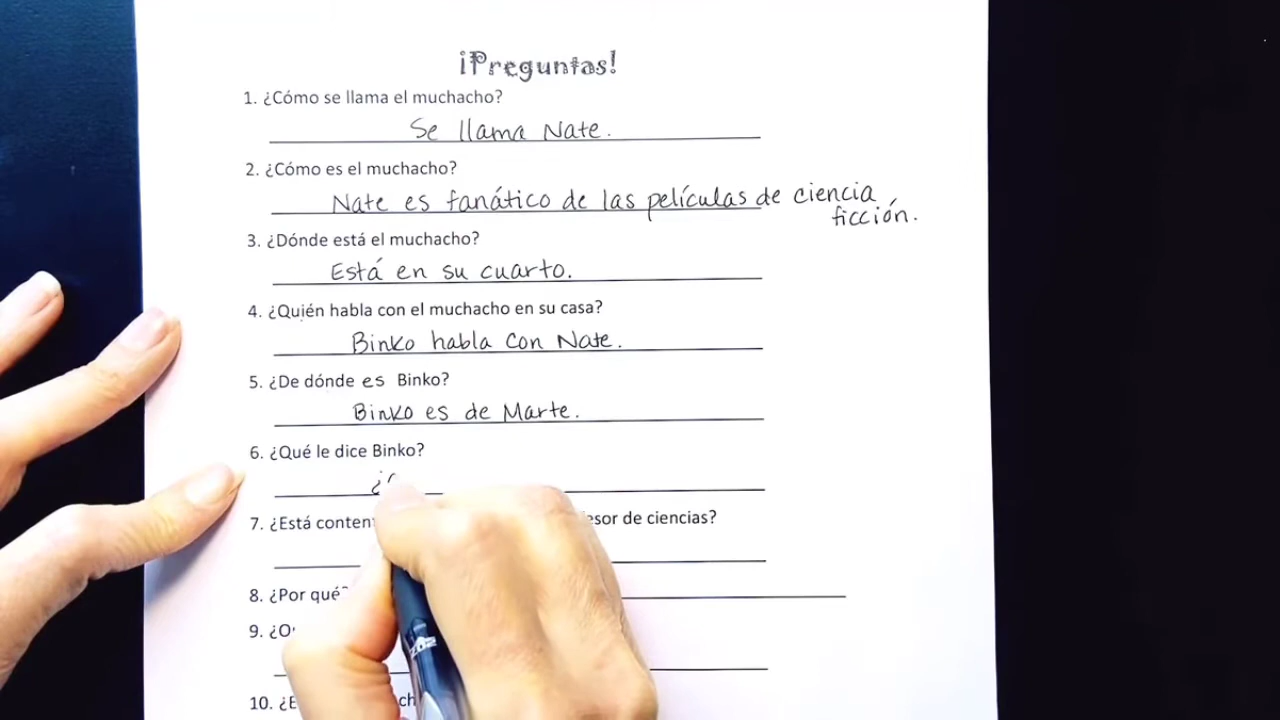 ¡Preguntas!
1. ¿Cómo se llama el muchacho?
Se llama Nate.
2. ¿Cómo es el muchacho?
Nate es fanático de las películas de ciencia
ficción.
3. ¿Dónde está el muchacho?
Está en su cuarto.
4. ¿Quién habla con el muchacho en su casa?
Binko habla con Nate.
5. ¿De dónde es Binko?
Binko es de Marte.
6. ¿Qué le dice Binko?
¿
7. ¿Está de ciencias?
8. ¿Por qué
9.
10.